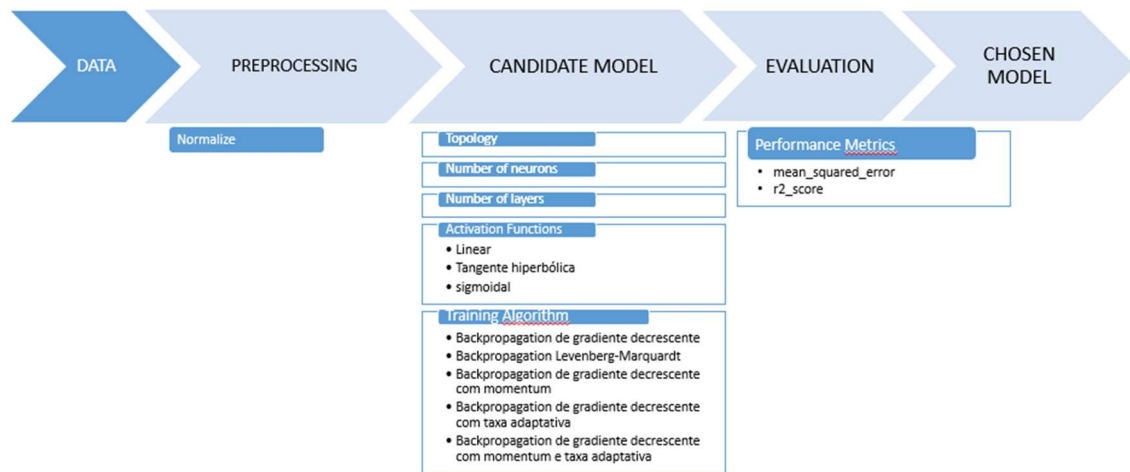 DATA
PREPROCESSING
CANDIDATE MODEL
EVALUATION
CHOSEN
MODEL
Normalize
Topology
Number of neurons
Number of layers
Activation Functions
• Linear
• Tangente hiperbólica
• sigmoidal
Training Algorithm
• Backpropagation de gradiente decrescente
• Backpropagation Levenberg-Marquardt
• Backpropagation de gradiente decrescente
com momentum
• Backpropagation de gradiente decrescente
com taxa adaptativa
• Backpropagation de gradiente decrescente
com momentum e taxa adaptativa
Performance Metrics
• mean_squared_error
• r2_score